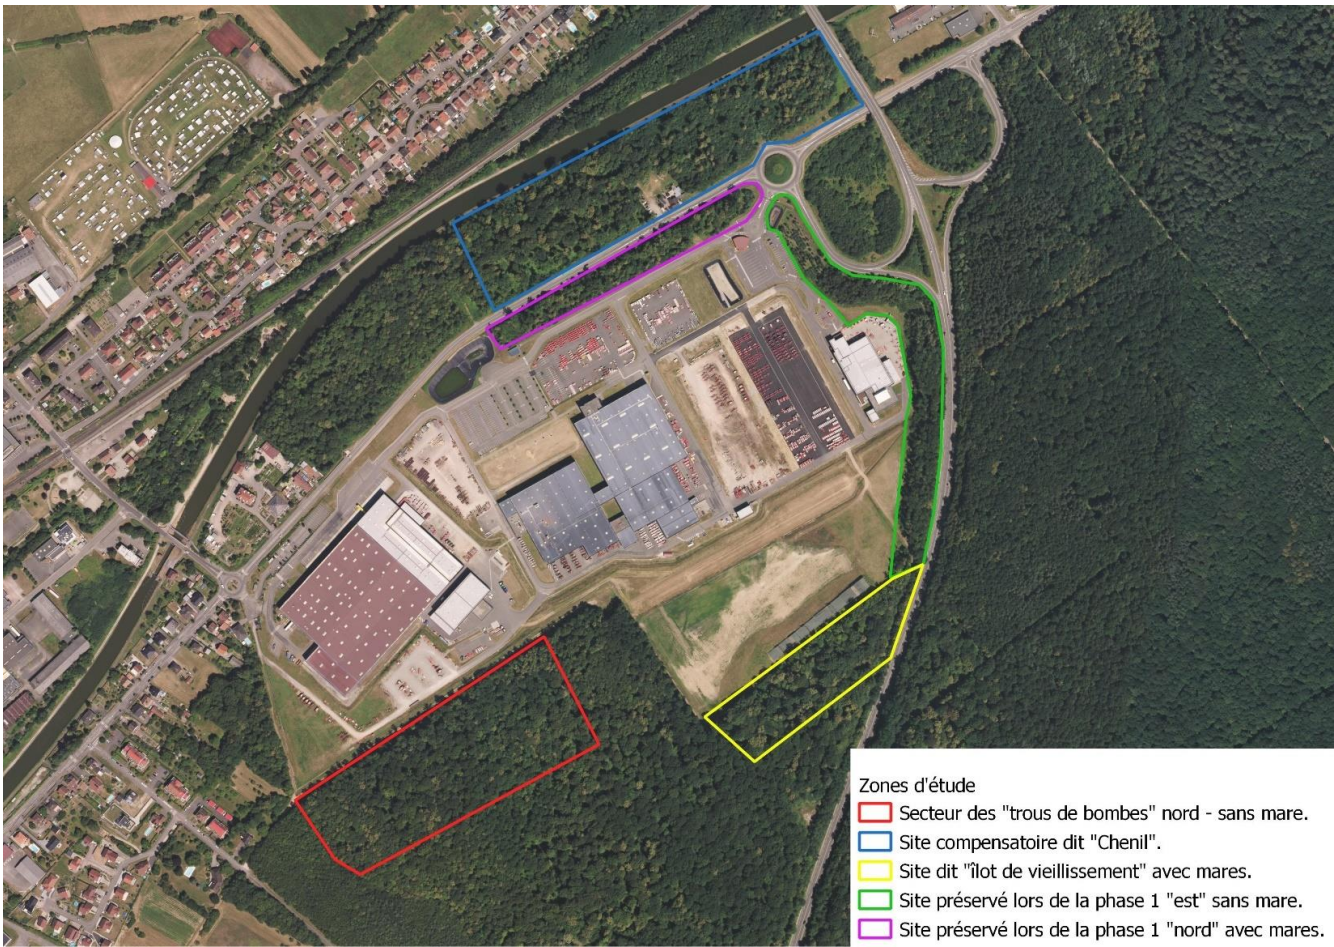 Zones d'étude
Secteur des "trous de bombes" nord - sans mare.
Site compensatoire dit "Chenil".
Site dit "îlot de vieillissement" avec mares.
Site préservé lors de la phase 1 "est" sans mare.
Site préservé lors de la phase 1 "nord" avec mares.